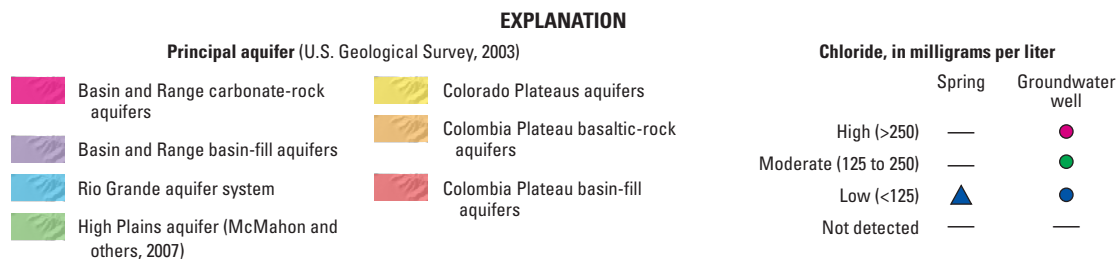 EXPLANATION
Principal aquifer (U.S. Geological Survey, 2003)
Basin and Range carbonate-rock
aquifers
Basin and Range basin-fill aquifers
Rio Grande aquifer system
High Plains aquifer (McMahon and
others, 2007)
Colorado Plateaus aquifers
Colombia Plateau basaltic-rock
aquifers
Colombia Plateau basin-fill
aquifers
Chloride, in milligrams per liter
Spring Groundwater
well
High (>250) —
Moderate (125 to 250) —
Low (<125)
Not detected — —